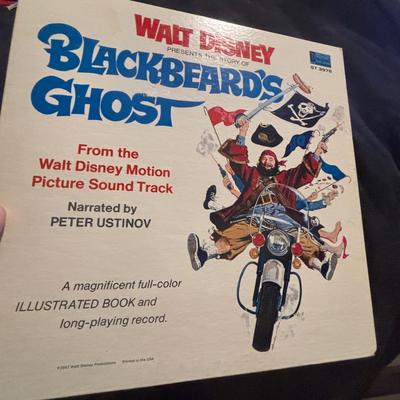 WALT DISNEY
PRESENTS THE STORY OF
BLACKBEARD'S
GHOST
ST 3978
From the
Walt Disney Motion
Picture Sound Track
Narrated by
PETER USTINOV
A magnificent full-color
ILLUSTRATED BOOK and
long-playing record.
©1967 Walt Disney Productions Printed in the USA